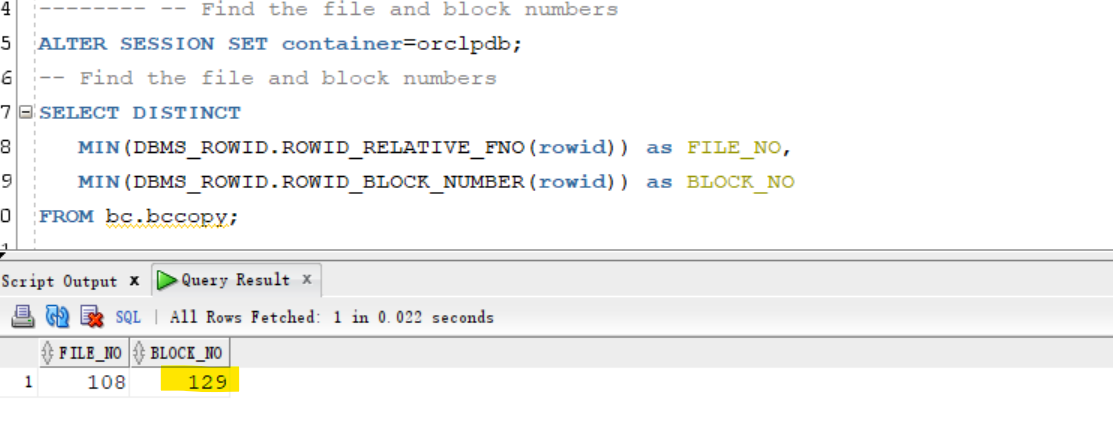 4 -------- -- Find the file and block numbers
5 ALTER SESSION SET container=orclpdb;
6 -- Find the file and block numbers
7 SELECT DISTINCT
8 MIN(DBMS_ROWID.ROWID_RELATIVE_FNO(rowid)) as FILE_NO,
9 MIN(DBMS_ROWID.ROWID_BLOCK_NUMBER(rowid)) as BLOCK_NO
0 FROM bc.bccopy;
1
Script Output x Query Result x
SQL | All Rows Fetched: 1 in 0.022 seconds
FILE_NO BLOCK_NO
1 108 129